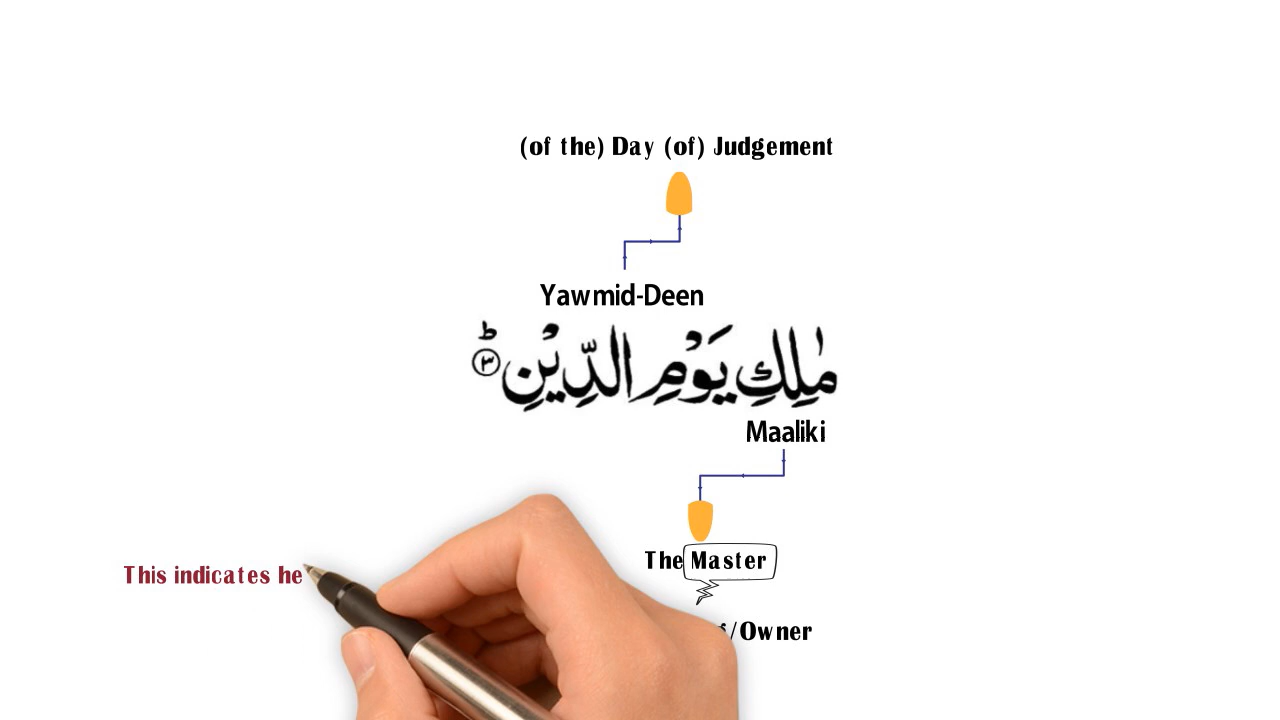 (of the) Day (of) Judgement
Yawmid-Deen
مٰلِكِ يَوْمِ الدِّيْنِ ۳ ط
Maaliki
The Master
This indicates he
/Owner